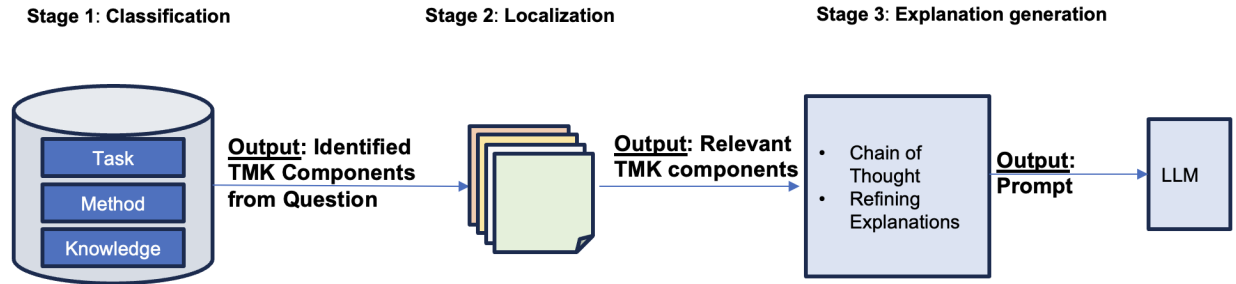 Stage 1: Classification
Stage 2: Localization
Stage 3: Explanation generation
Task
Method
Knowledge
Output: Identified
TMK Components
from Question
Output: Relevant
TMK components
• Chain of
Thought
• Refining
Explanations
Output:
Prompt
LLM